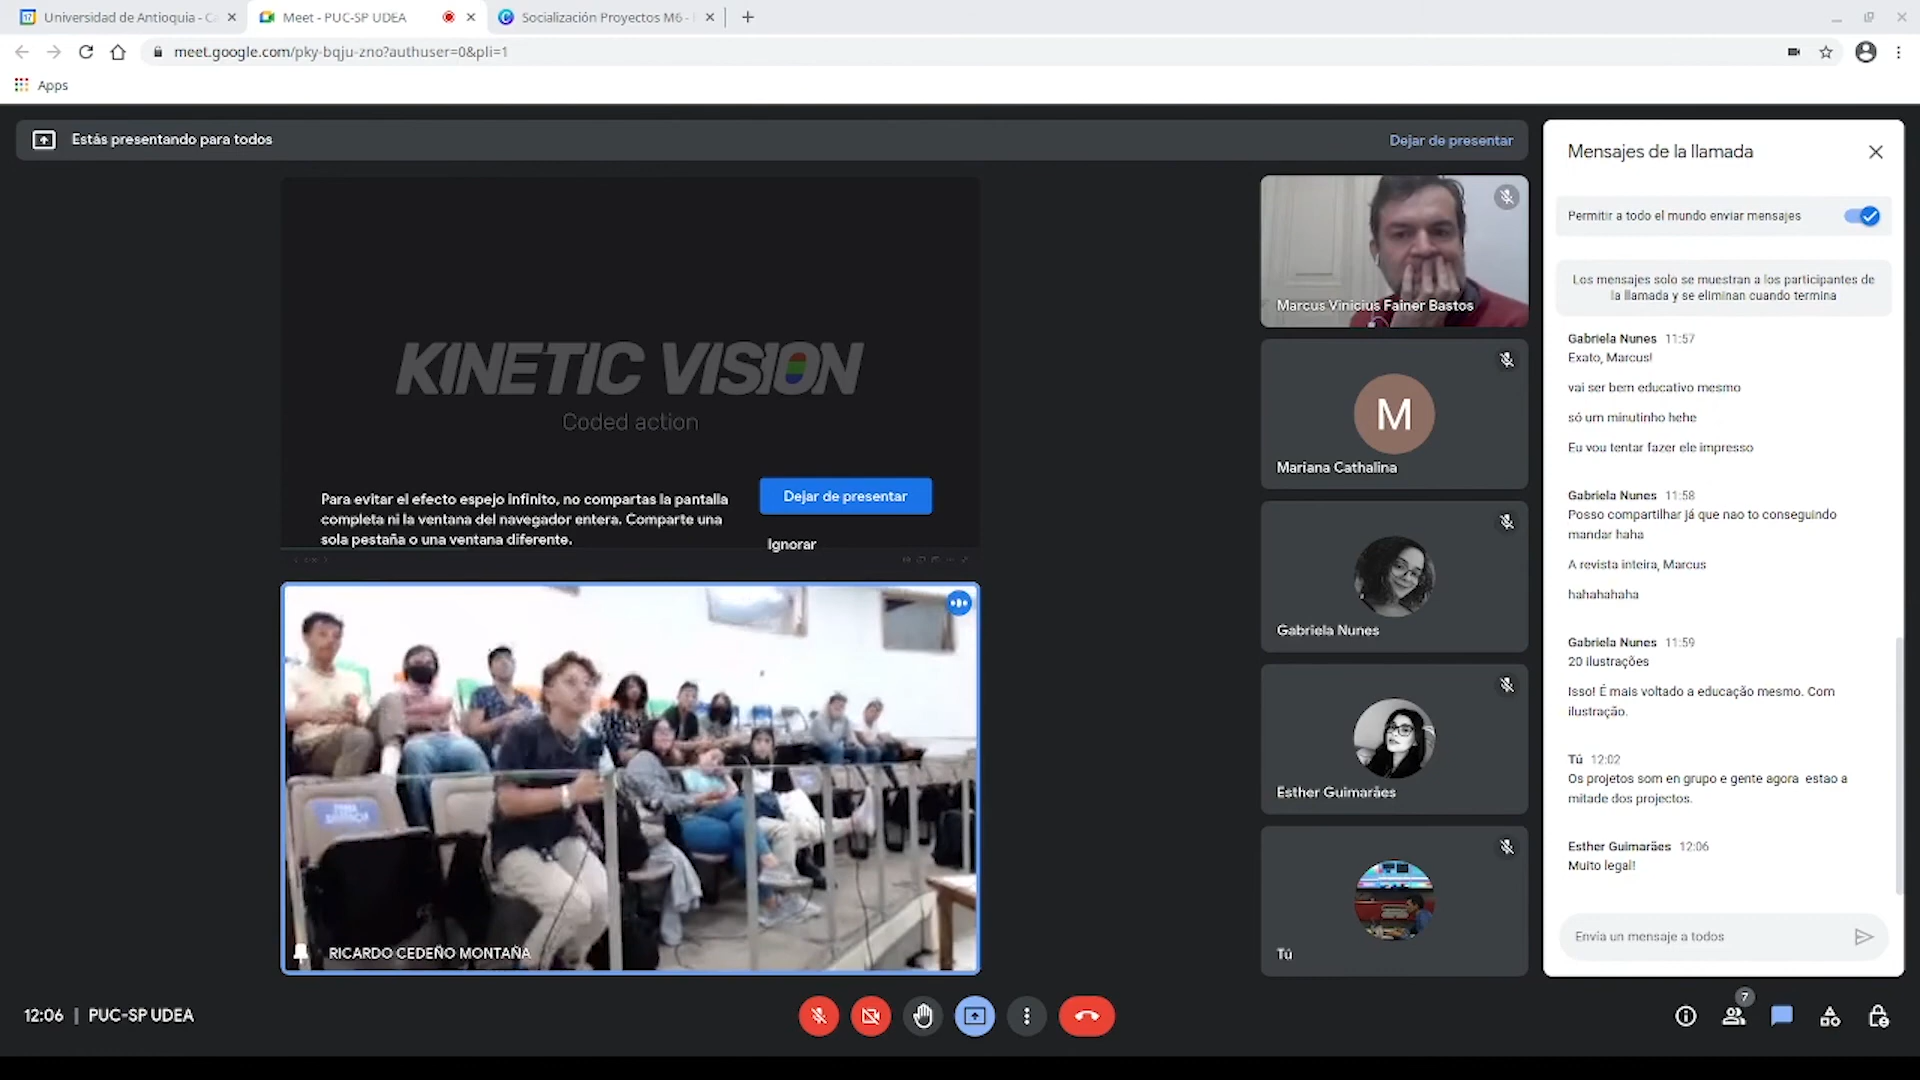 Universidad de Antioquia - Ca
Meet - PUC-SP UDEA
Socialización Proyectos M6 -
meet.google.com/pky-bqju-zno?authuser=0&pli=1
Apps
Estás presentando para todos
Dejar de presentar
KINETIC VISION
Coded action
Para evitar el efecto espejo infinito, no compartas la pantalla
completa ni la ventana del navegador entera. Comparte una
sola pestaña o una ventana diferente.
Dejar de presentar
Ignorar
RICARDO CEDEÑO MONTAÑA
Marcus Vinicius Fainer Bastos
M
Mariana Cathalina
Gabriela Nunes
Esther Guimarães
Tú
Mensajes de la llamada
Permitir a todo el mundo enviar mensajes
Los mensajes solo se muestran a los participantes de
la llamada y se eliminan cuando termina
Gabriela Nunes 11:57
Exato, Marcus!
vai ser bem educativo mesmo
só um minutinho hehe
Eu vou tentar fazer ele impresso
Gabriela Nunes 11:58
Posso compartilhar já que nao to conseguindo
mandar haha
A revista inteira, Marcus
hahahahaha
Gabriela Nunes 11:59
20 ilustrações
Isso! É mais voltado a educação mesmo. Com
ilustração.
Tú 12:02
Os projetos som en grupo e gente agora estao a
mitade dos projectos.
Esther Guimarães 12:06
Muito legal!
Envía un mensaje a todos
12:06 | PUC-SP UDEA
7